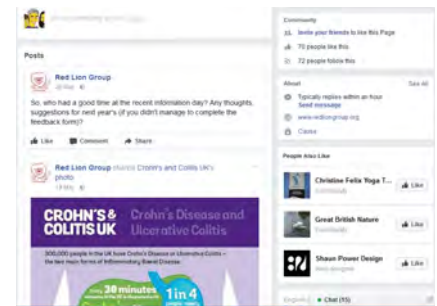 Posts
Red Lion Group
So, who had a good time at the recent information day? Any thoughts,
suggestions for next year's (if you didn't manage to complete the
feedback form)?
Like Comment Share
Red Lion Group shared Crohn's and Colitis UK's
photo
CROHN'S &
COLITIS UK
Crohn's Disease and
Ulcerative Colitis
300,000 people in the UK have Crohn's Disease or Ulcerative Colitis –
the two main forms of Inflammatory Bowel Disease.
30 minutes
1 in 4
Community
Invite your friends to like this Page
70 people like this
72 people follow this
About See All
Typically replies within an hour
Send message
www.redliongroup.org
Cause
People Also Like
Christine Felix Yoga T...
Like
Great British Nature
Like
Shaun Power Design
Like
Chat (15)